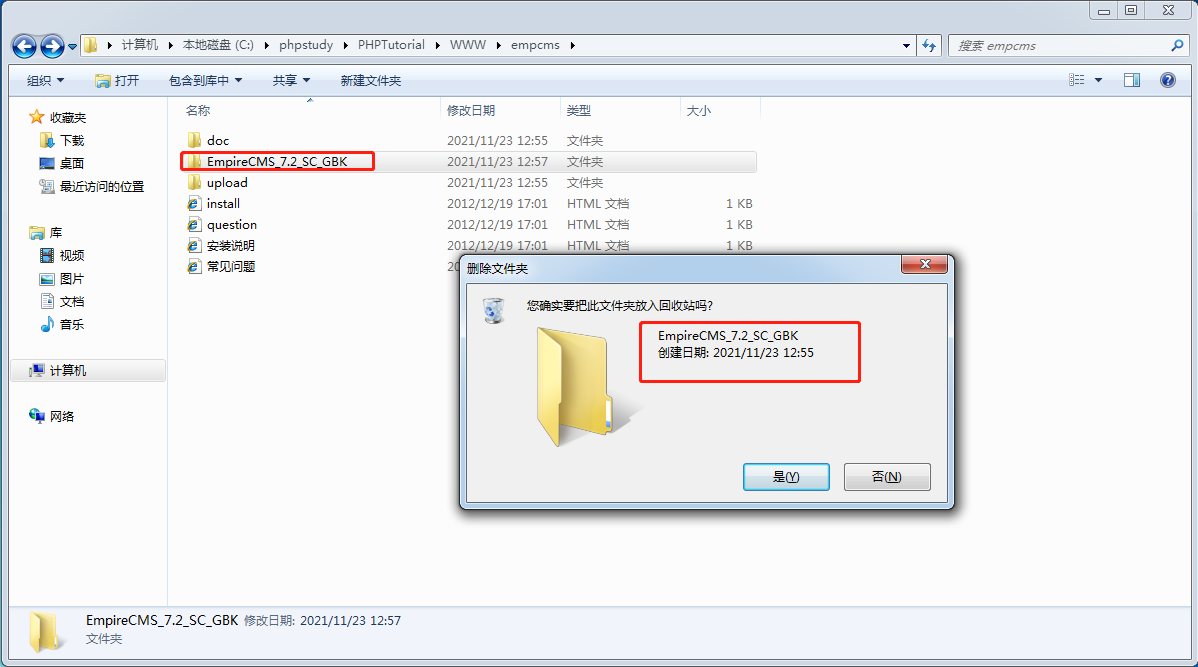 计算机 本地磁盘 (C:) phpstudy PHPTutorial WWW empcms 搜索 empcms
组织 打开 包含到库中 共享 新建文件夹
名称 修改日期 类型 大小
收藏夹
下载
桌面
最近访问的位置
库
视频
图片
文档
音乐
计算机
网络
doc 2021/11/23 12:55 文件夹
EmpireCMS_7.2_SC_GBK 2021/11/23 12:57 文件夹
upload 2021/11/23 12:55 文件夹
install 2012/12/19 17:01 HTML 文档 1 KB
question 2012/12/19 17:01 HTML 文档 1 KB
安装说明 2012/12/19 17:01 HTML 文档 1 KB
常见问题
删除文件夹
您确实要把此文件夹放入回收站吗?
EmpireCMS_7.2_SC_GBK
创建日期: 2021/11/23 12:55
是(Y) 否(N)
EmpireCMS_7.2_SC_GBK 修改日期: 2021/11/23 12:57
文件夹